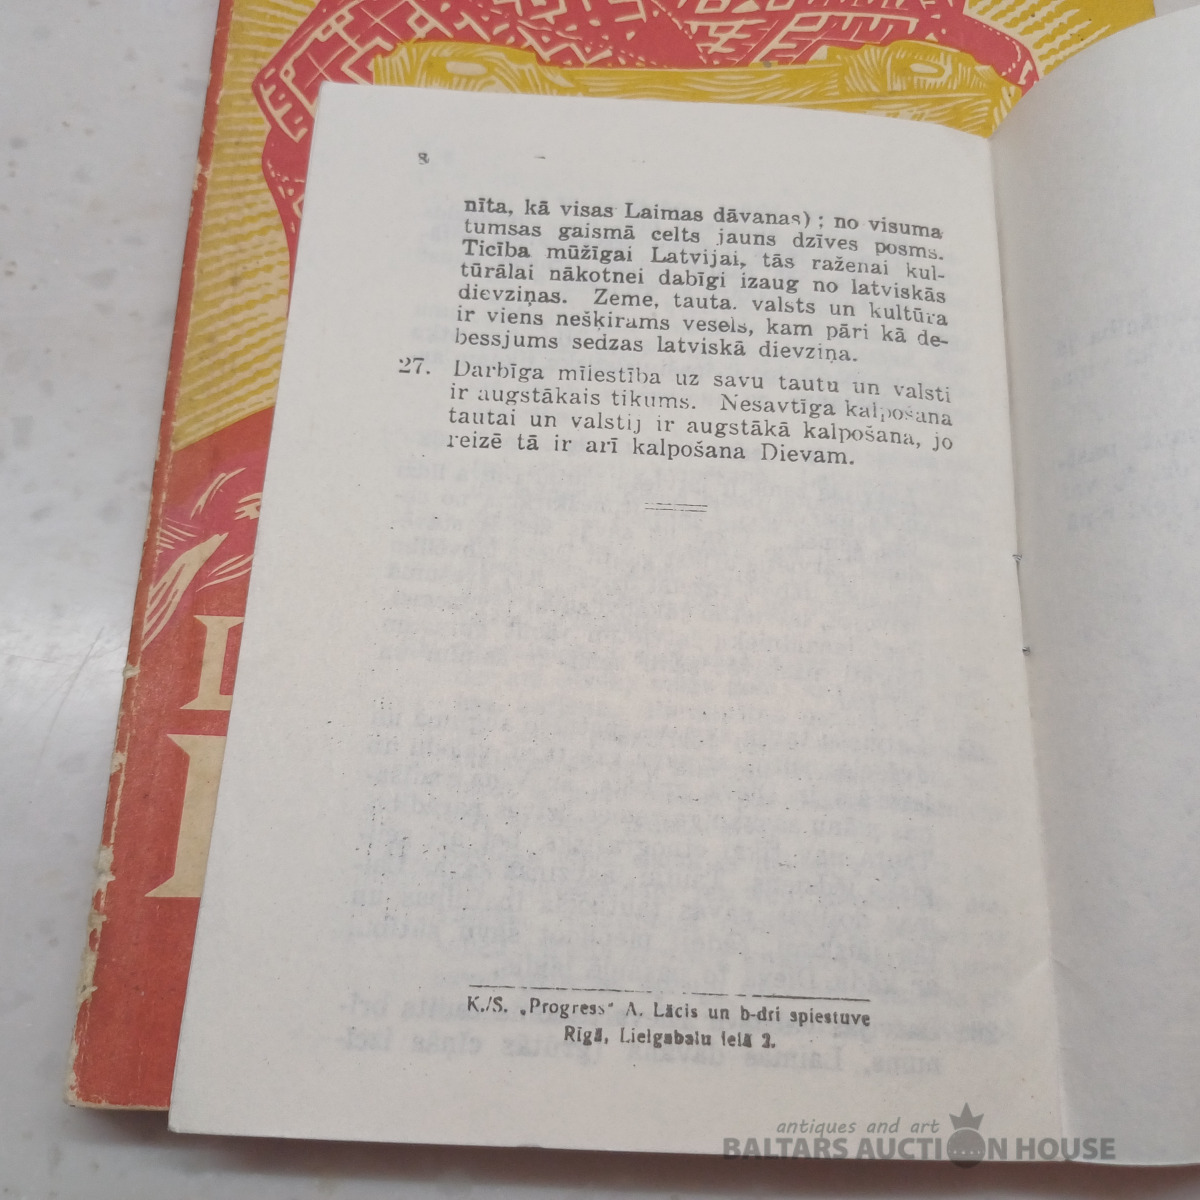 8
nīta, kā visas Laimas dāvanas) ; no visuma
tumsas gaismā celts jauns dzīves posms.
Ticība mūžīgai Latvijai, tās raženai kul-
tūrālai nākotnei dabīgi izaug no latviskās
dievziņas. Zeme, tauta. valsts un kultūra
ir viens nešķirams vesels, kam pāri kā de-
bessjums sedzas latviskā dievziņa.
27. Darbīga mīlestība uz savu tautu un valsti
ir augstākais tikums. Nesavtīga kalpošana
tautai un valstij ir augstākā kalpošana, jo
reizē tā ir arī kalpošana Dievam.
K./S. „Progress“ A. Lācis un b-dri spiestuve
Rīgā, Lielgabalu ielā 2.
antiques and art
BALTARS AUCTION HOUSE